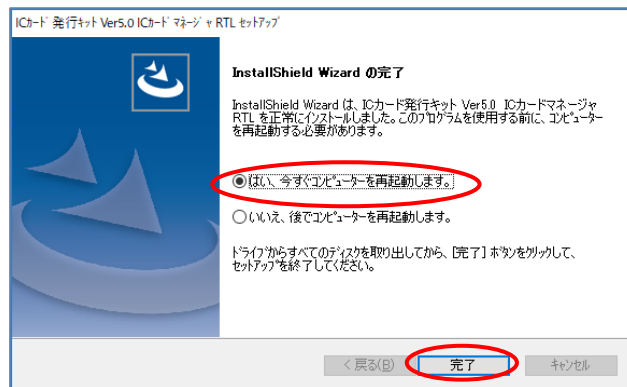 ICｶｰﾄﾞ 発行ｷｯﾄ Ver5.0 ICｶｰﾄﾞ ﾏﾈｰｼﾞｬ RTL ｾｯﾄｱｯﾌﾟ
InstallShield Wizard の完了
InstallShield Wizard は、ICカード発行キット Ver5.0 ICカードマネージャ
RTL を正常にインストールしました。このプログラムを使用する前に、コンピューター
を再起動する必要があります。
はい、今すぐコンピューターを再起動します。
いいえ、後でコンピューターを再起動します。
ドライブからすべてのディスクを取り出してから、[完了] ボタンをクリックして、
セットアップを終了してください。
< 戻る(B)
完了
キャンセル